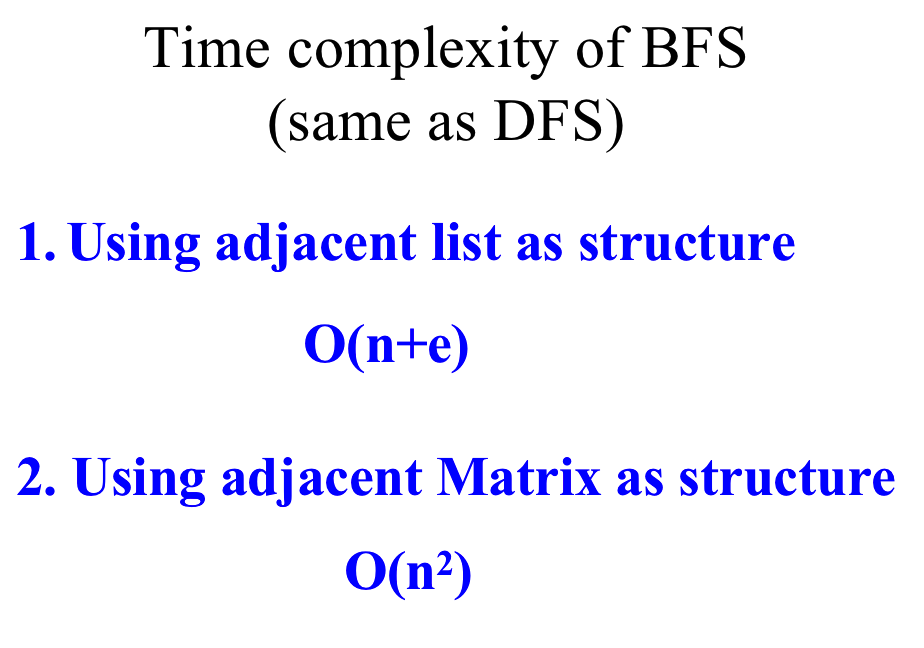 Time complexity of BFS
(same as DFS)
1. Using adjacent list as structure
O(n+e)
2. Using adjacent Matrix as structure
O(n²)